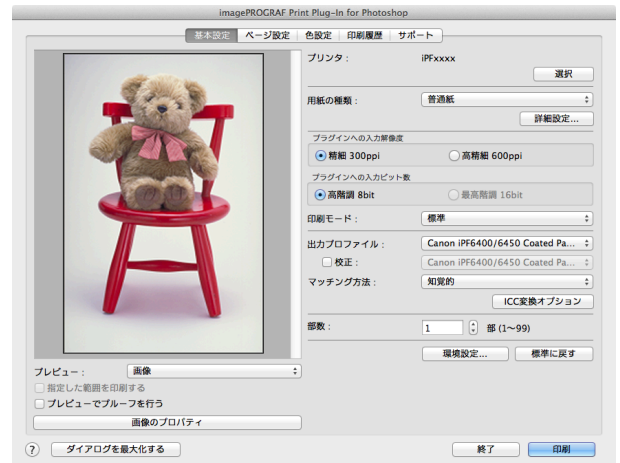 imagePROGRAF Print Plug-In for Photoshop
基本設定 ページ設定 色設定 印刷履歴 サポート
プリンタ： iPFxxxx
選択
用紙の種類： 普通紙
詳細設定...
プラグインへの入力解像度
精細 300ppi 高精細 600ppi
プラグインへの入力ビット数
高階調 8bit 最高階調 16bit
印刷モード： 標準
出力プロファイル： Canon iPF6400/6450 Coated Pa...
校正： Canon iPF6400/6450 Coated Pa...
マッチング方法： 知覚的
ICC変換オプション
部数： 1 部 (1～99)
環境設定... 標準に戻す
プレビュー： 画像
指定した範囲を印刷する
プレビューでプルーフを行う
画像のプロパティ
? ダイアログを最大化する 終了 印刷